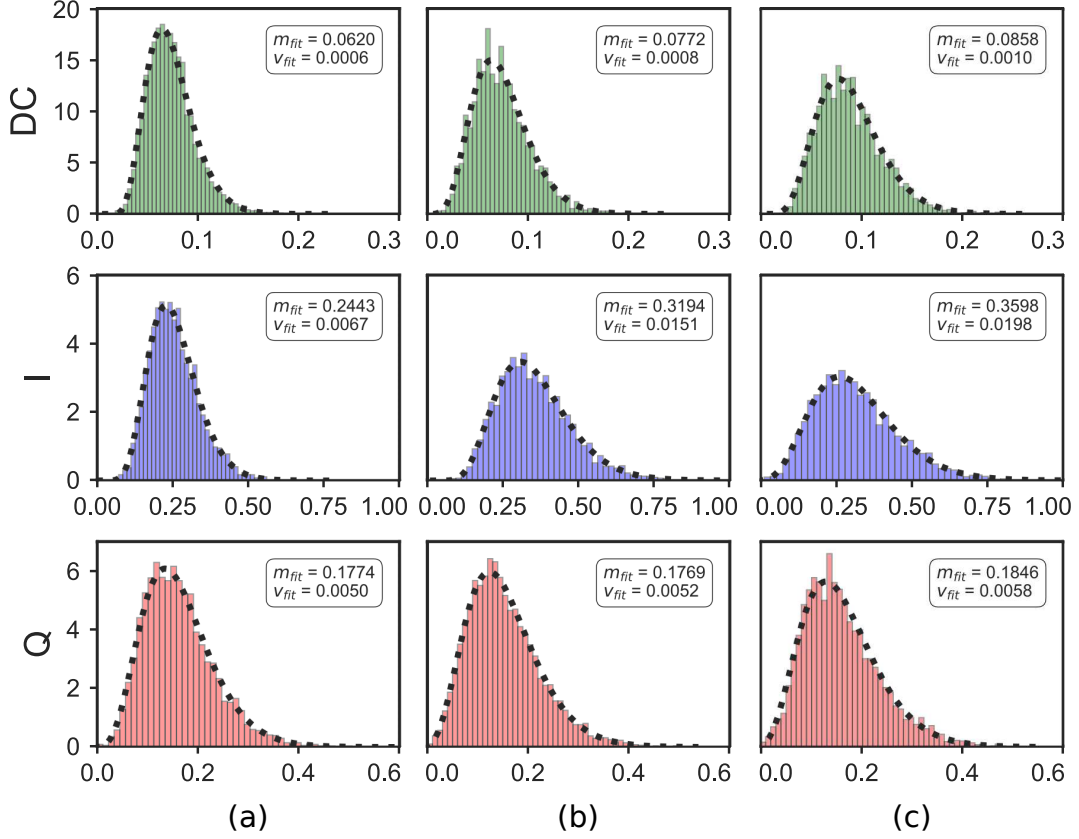 20
15
10
5
0
DC
m_fit = 0.0620
v_fit = 0.0006
0.0 0.1 0.2 0.3
m_fit = 0.0772
v_fit = 0.0008
0.0 0.1 0.2 0.3
m_fit = 0.0858
v_fit = 0.0010
0.0 0.1 0.2 0.3
6
4
2
0
I
m_fit = 0.2443
v_fit = 0.0067
0.00 0.25 0.50 0.75 1.00
m_fit = 0.3194
v_fit = 0.0151
0.00 0.25 0.50 0.75 1.00
m_fit = 0.3598
v_fit = 0.0198
0.00 0.25 0.50 0.75 1.00
6
4
2
0
Q
m_fit = 0.1774
v_fit = 0.0050
0.0 0.2 0.4 0.6
m_fit = 0.1769
v_fit = 0.0052
0.0 0.2 0.4 0.6
m_fit = 0.1846
v_fit = 0.0058
0.0 0.2 0.4 0.6
(a) (b) (c)